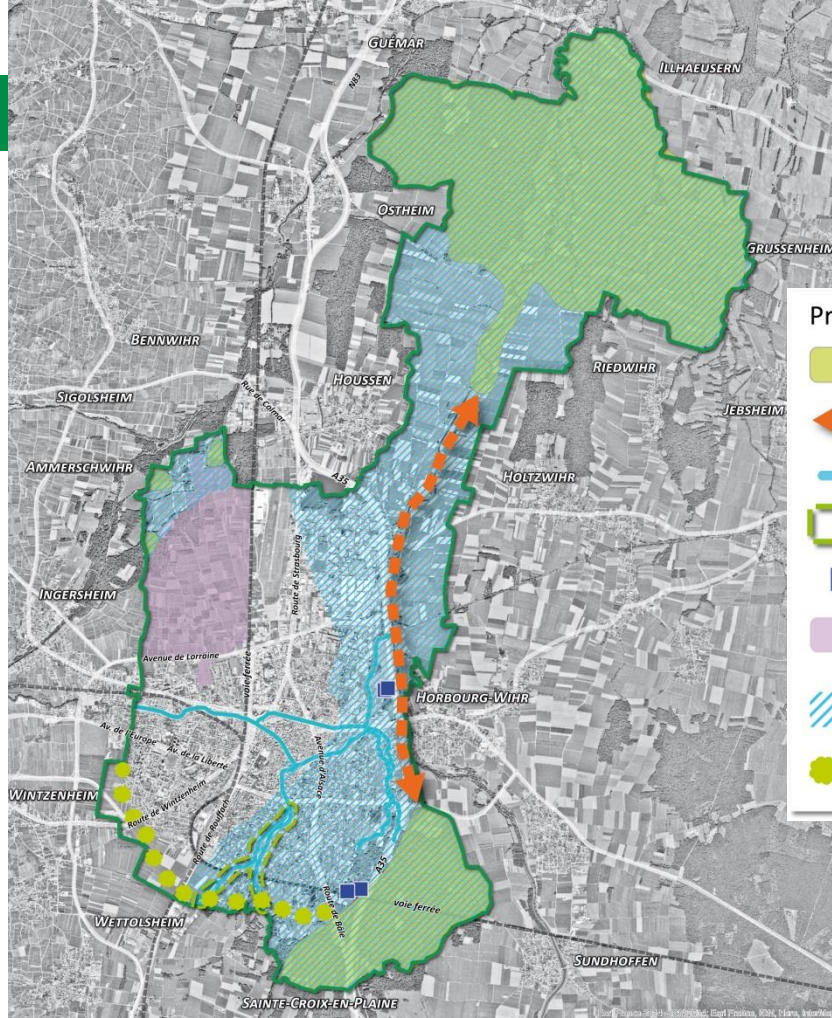 GUÉMAR
ILLHAEUSERN
N83
OSTHEIM
GRUSSENHEIM
Pr
BENNWIHR
RIEDWIHR
HOUSSEN
SIGOLSHEIM
Rue de Colmar
JEBSHEIM
AMMERSCHWIHR
A35
HOLTZWIHR
Route de Strasbourg
INGERSHEIM
Avenue de Lorraine
voie ferrée
HORBOURG-WIHR
Av. de l'Europe
Av. de la Liberté
Avenue d'Alsace
WINTZENHEIM
Route de Wintzenheim
Route de Rouffach
A35
voie ferrée
Route de Bâle
WETTOLSHEIM
SUNDHOFFEN
SAINTE-CROIX-EN-PLAINE